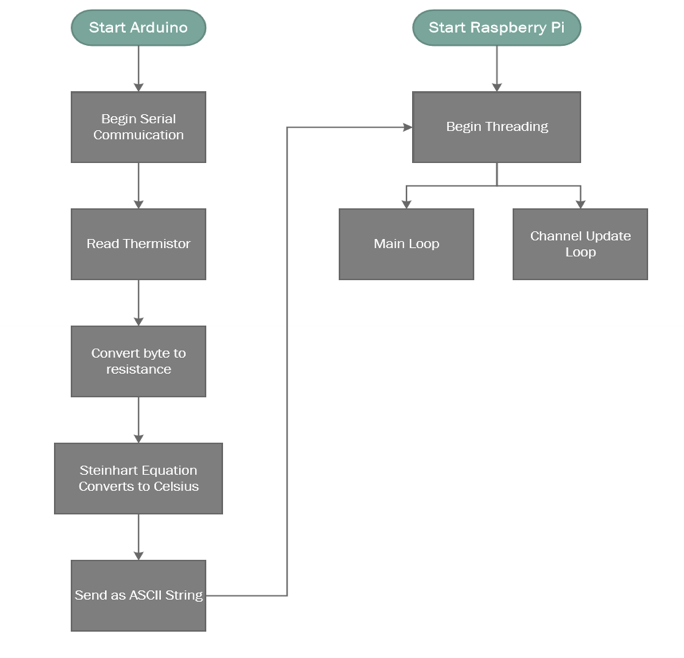 Start Arduino
Begin Serial
Commuication
Read Thermistor
Convert byte to
resistance
Steinhart Equation
Converts to Celsius
Send as ASCII String
Start Raspberry Pi
Begin Threading
Main Loop
Channel Update
Loop